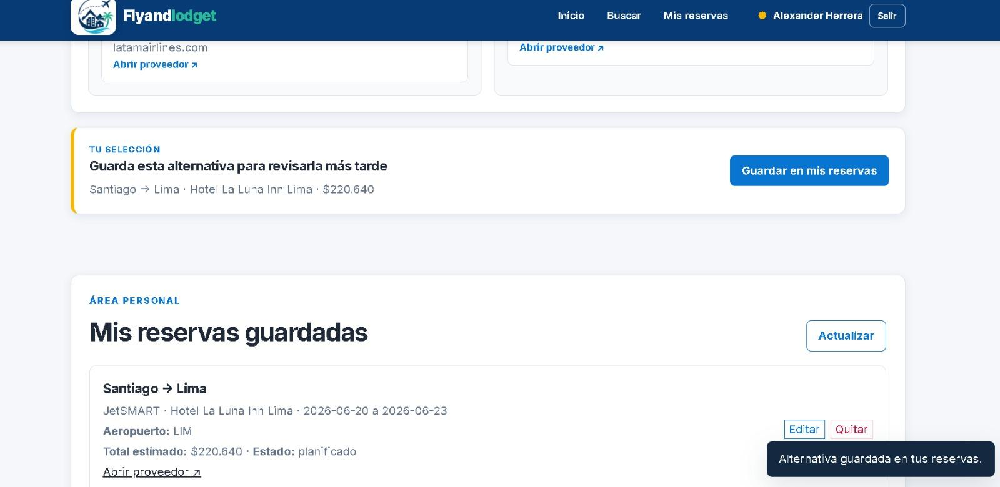 Flyandlodget
Inicio Buscar Mis reservas Alexander Herrera Salir
latamairlines.com
Abrir proveedor ↗
Abrir proveedor ↗
TU SELECCIÓN
Guarda esta alternativa para revisarla más tarde
Santiago → Lima · Hotel La Luna Inn Lima · $220.640
Guardar en mis reservas
ÁREA PERSONAL
Mis reservas guardadas
Actualizar
Santiago → Lima
JetSMART · Hotel La Luna Inn Lima · 2026-06-20 a 2026-06-23
Aeropuerto: LIM
Total estimado: $220.640 · Estado: planificado
Abrir proveedor ↗
Editar Quitar
Alternativa guardada en tus reservas.